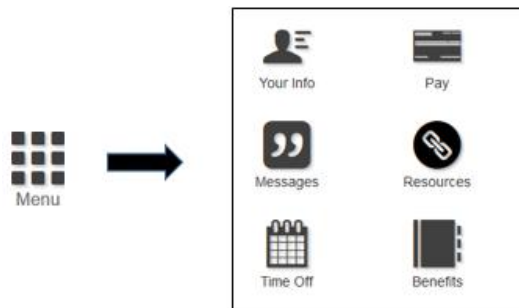 Menu
Your Info
Pay
Messages
Resources
Time Off
Benefits